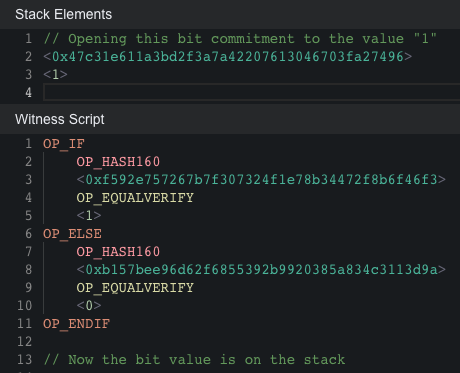 Stack Elements
1 // Opening this bit commitment to the value "1"
2 <0x47c31e611a3bd2f3a7a42207613046703fa27496>
3 <1>
4
Witness Script
1 OP_IF
2 OP_HASH160
3 <0xf592e757267b7f307324f1e78b34472f8b6f46f3>
4 OP_EQUALVERIFY
5 <1>
6 OP_ELSE
7 OP_HASH160
8 <0xb157bee96d62f6855392b9920385a834c3113d9a>
9 OP_EQUALVERIFY
10 <0>
11 OP_ENDIF
12
13 // Now the bit value is on the stack